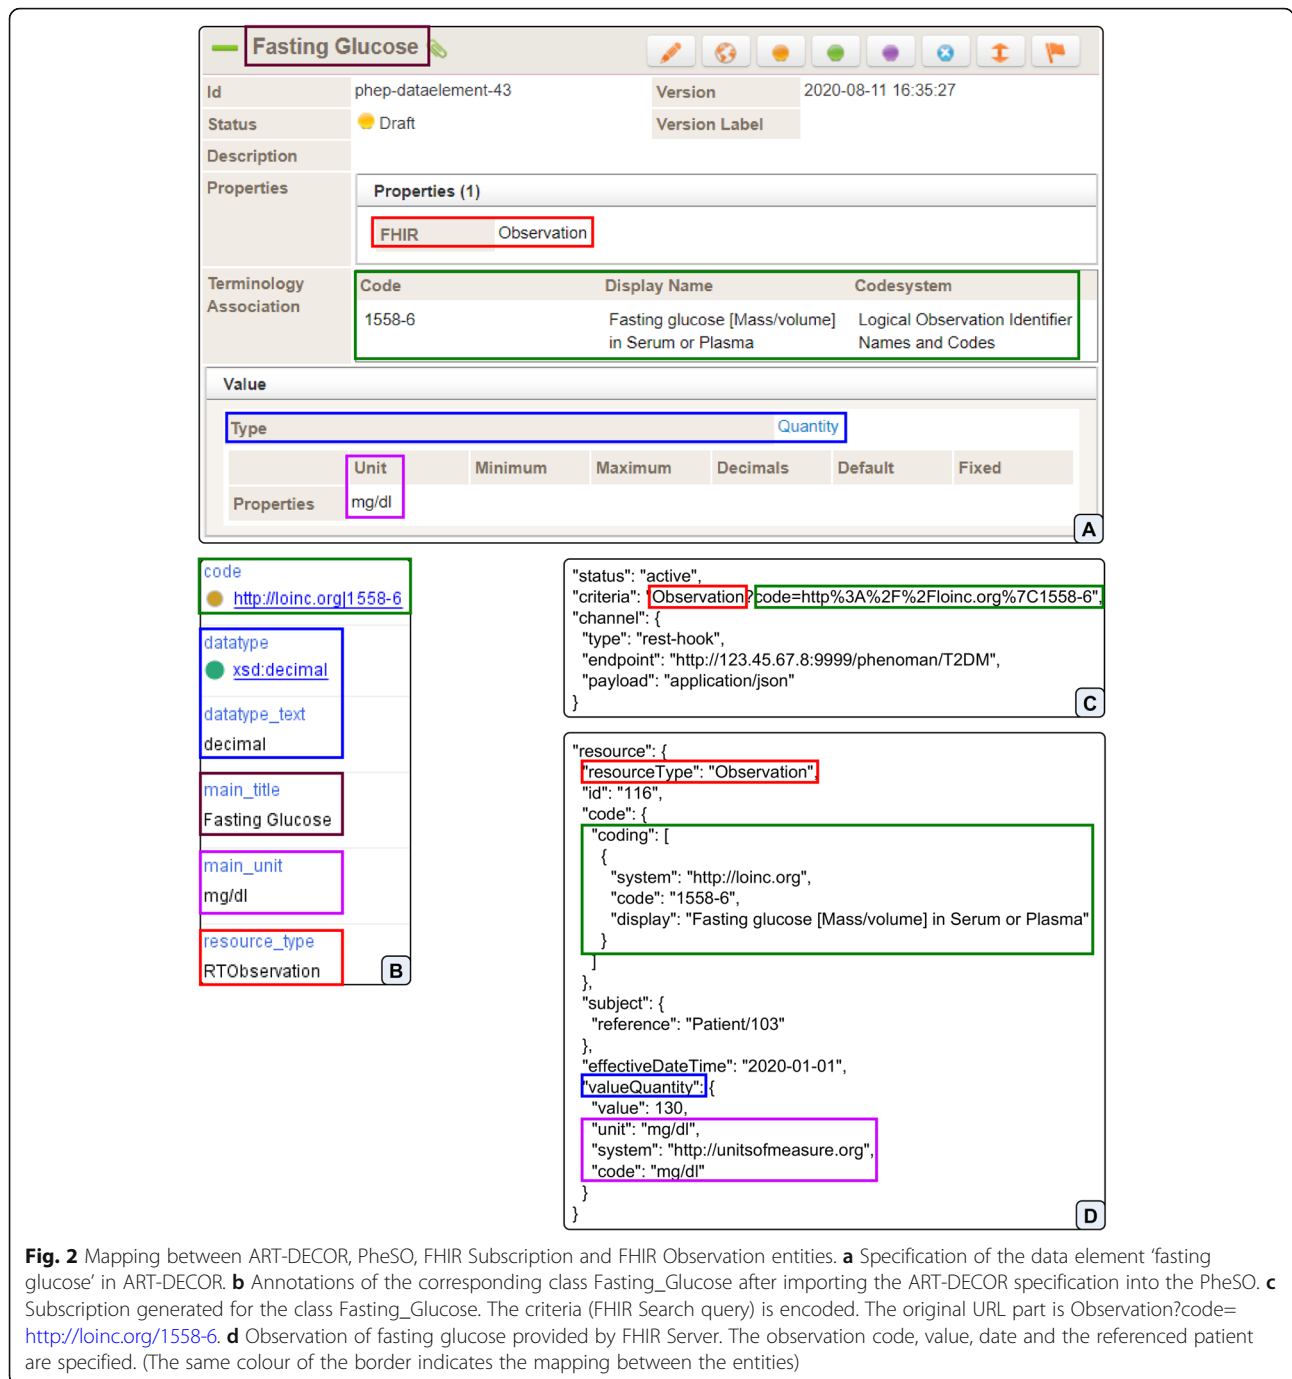 Fasting Glucose
Id phep-dataelement-43 Version 2020-08-11 16:35:27
Status Draft Version Label
Description
Properties Properties (1)
FHIR Observation
Terminology Association
Code Display Name Codesystem
1558-6 Fasting glucose [Mass/volume] in Serum or Plasma Logical Observation Identifier Names and Codes
Value
Type Quantity
Unit Minimum Maximum Decimals Default Fixed
Properties mg/dl
A
code
http://loinc.org|1558-6
datatype
xsd:decimal
datatype_text
decimal
main_title
Fasting Glucose
main_unit
mg/dl
resource_type
RTObservation
B
"status": "active",
"criteria": "Observation?code=http%3A%2F%2Floinc.org%7C1558-6",
"channel": {
"type": "rest-hook",
"endpoint": "http://123.45.67.8:9999/phenoman/T2DM",
"payload": "application/json"
}
C
"resource": {
"resourceType": "Observation",
"id": "116",
"code": {
"coding": [
{
"system": "http://loinc.org",
"code": "1558-6",
"display": "Fasting glucose [Mass/volume] in Serum or Plasma"
}
]
},
"subject": {
"reference": "Patient/103"
},
"effectiveDateTime": "2020-01-01",
"valueQuantity": {
"value": 130,
"unit": "mg/dl",
"system": "http://unitsofmeasure.org",
"code": "mg/dl"
}
}
D
Fig. 2 Mapping between ART-DECOR, PheSO, FHIR Subscription and FHIR Observation entities. a Specification of the data element ‘fasting
glucose’ in ART-DECOR. b Annotations of the corresponding class Fasting_Glucose after importing the ART-DECOR specification into the PheSO. c
Subscription generated for the class Fasting_Glucose. The criteria (FHIR Search query) is encoded. The original URL part is Observation?code=
http://loinc.org/1558-6. d Observation of fasting glucose provided by FHIR Server. The observation code, value, date and the referenced patient
are specified. (The same colour of the border indicates the mapping between the entities)